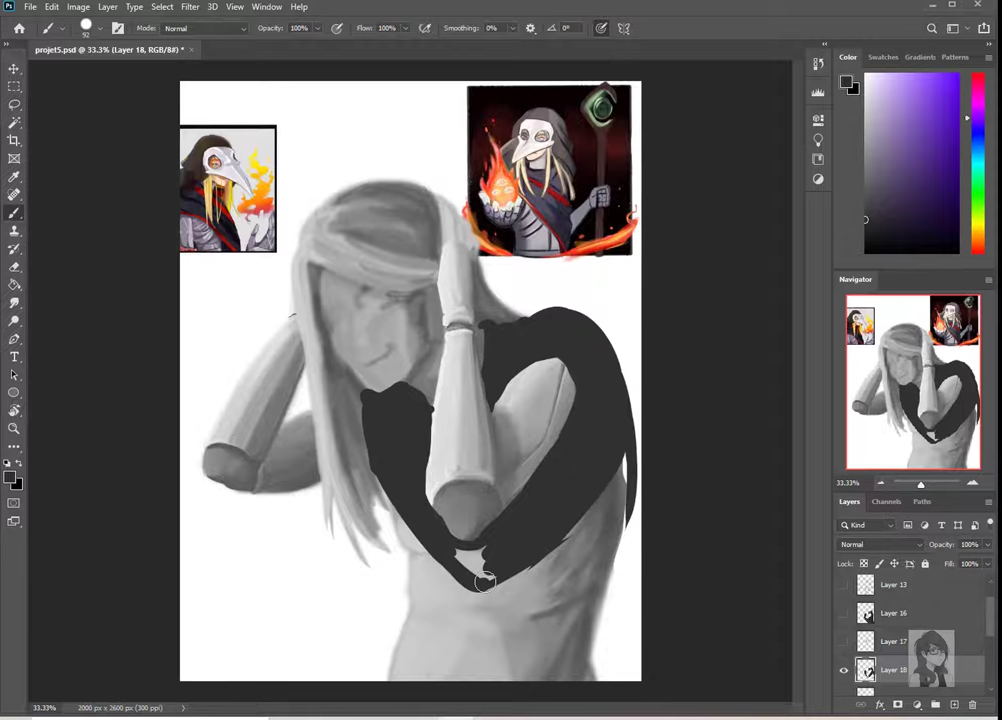 Ps File Edit Image Layer Type Select Filter 3D View Window Help
92 Mode: Normal Opacity: 100% Flow: 100% Smoothing: 0% 0°
projet5.psd @ 33.3% (Layer 18, RGB/8#) *
Color Swatches Gradients Patterns
Navigator
33.33%
Layers Channels Paths
Kind
Normal Opacity: 100%
Lock: Fill: 100%
Layer 13
Layer 16
Layer 17
Layer 18
33.33% 2000 px x 2600 px (300 ppi)